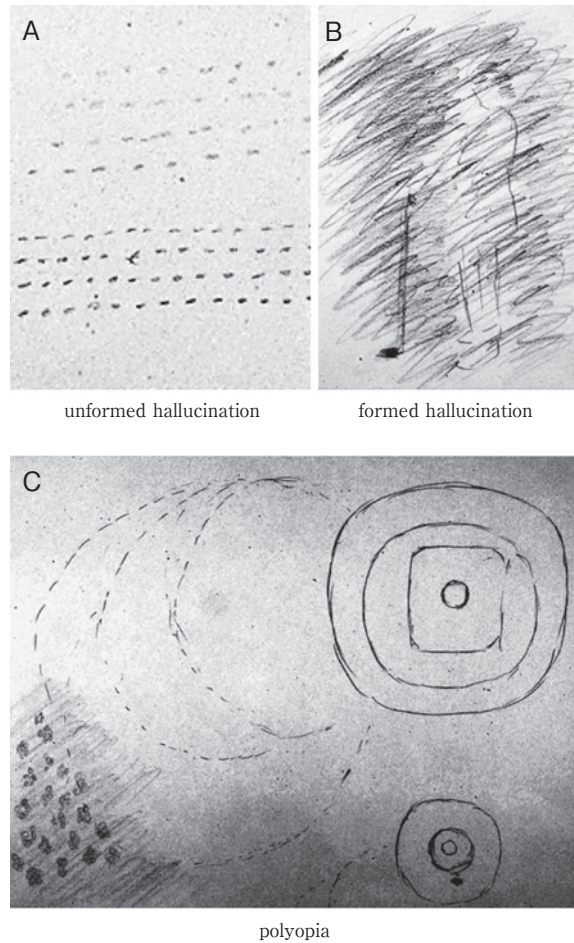 A
B
unformed hallucination
formed hallucination
C
polyopia